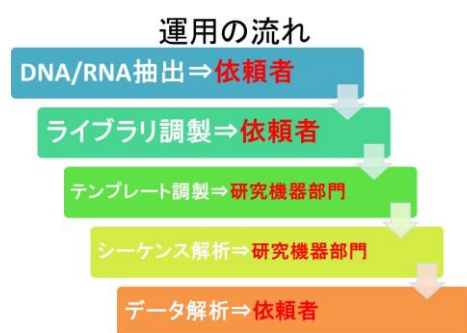 運用の流れ
DNA/RNA抽出⇒依頼者
ライブラリ調製⇒依頼者
テンプレート調製⇒研究機器部門
シーケンス解析⇒研究機器部門
データ解析⇒依頼者